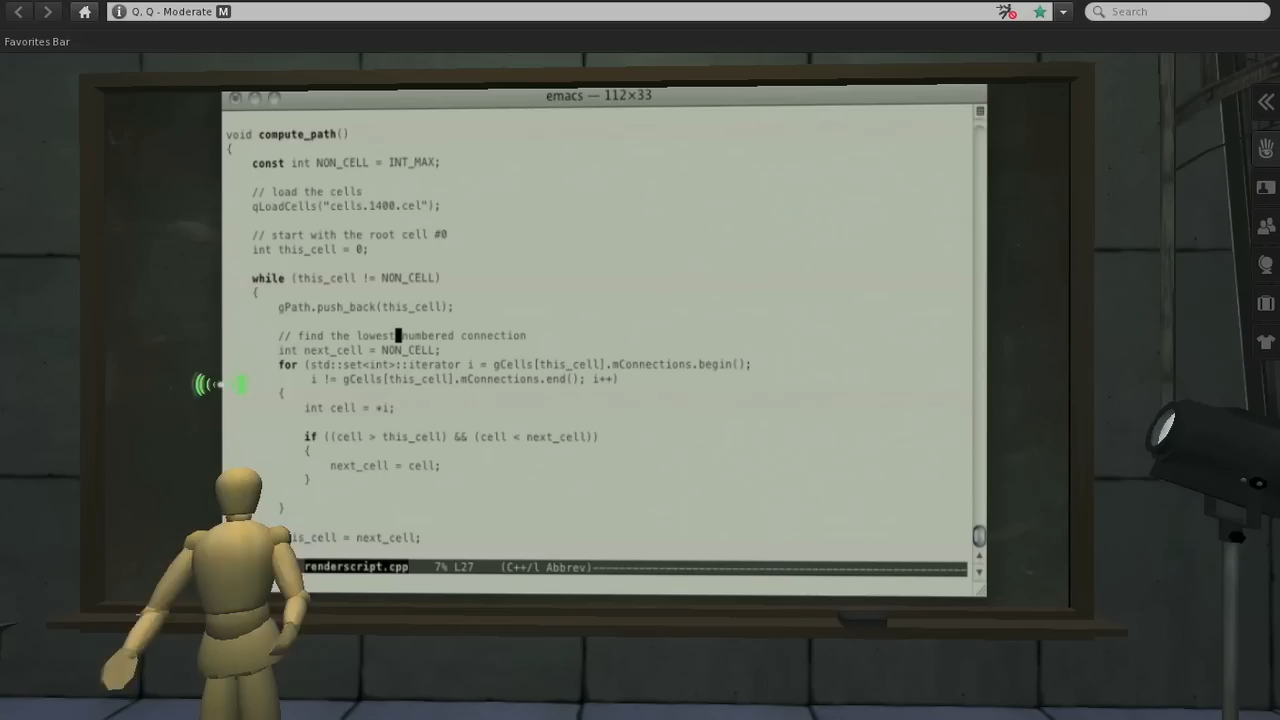 Q. Q - Moderate M
Search
Favorites Bar
emacs — 112×33
void compute_path()
{
const int NON_CELL = INT_MAX;
// load the cells
qLoadCells("cells.1400.cel");
// start with the root cell #0
int this_cell = 0;
while (this_cell != NON_CELL)
{
gPath.push_back(this_cell);
// find the lowest numbered connection
int next_cell = NON_CELL;
for (std::set<int>::iterator i = gCells[this_cell].mConnections.begin();
i != gCells[this_cell].mConnections.end(); i++)
{
int cell = *i;
if ((cell > this_cell) && (cell < next_cell))
{
next_cell = cell;
}
}
is_cell = next_cell;
renderscript.cpp 7% L27 (C++/l Abbrev)